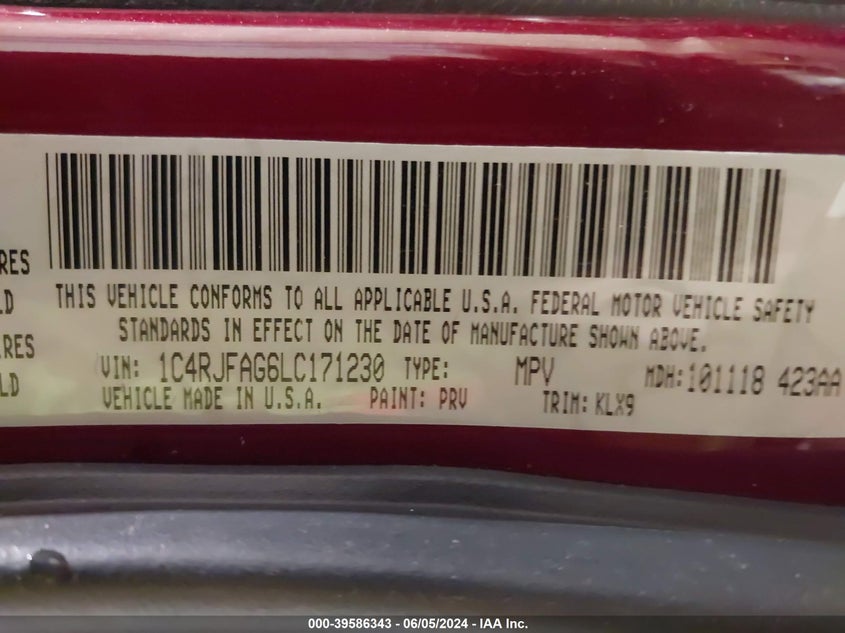 RES
LD
RES
LD
THIS VEHICLE CONFORMS TO ALL APPLICABLE U.S.A. FEDERAL MOTOR VEHICLE SAFETY
STANDARDS IN EFFECT ON THE DATE OF MANUFACTURE SHOWN ABOVE.
VIN: 1C4RJFAG6LC171230 TYPE: MPV MDH:101118 423AA
VEHICLE MADE IN U.S.A. PAINT: PRV TRIM: KLX9
000-39586343 - 06/05/2024 - IAA Inc.